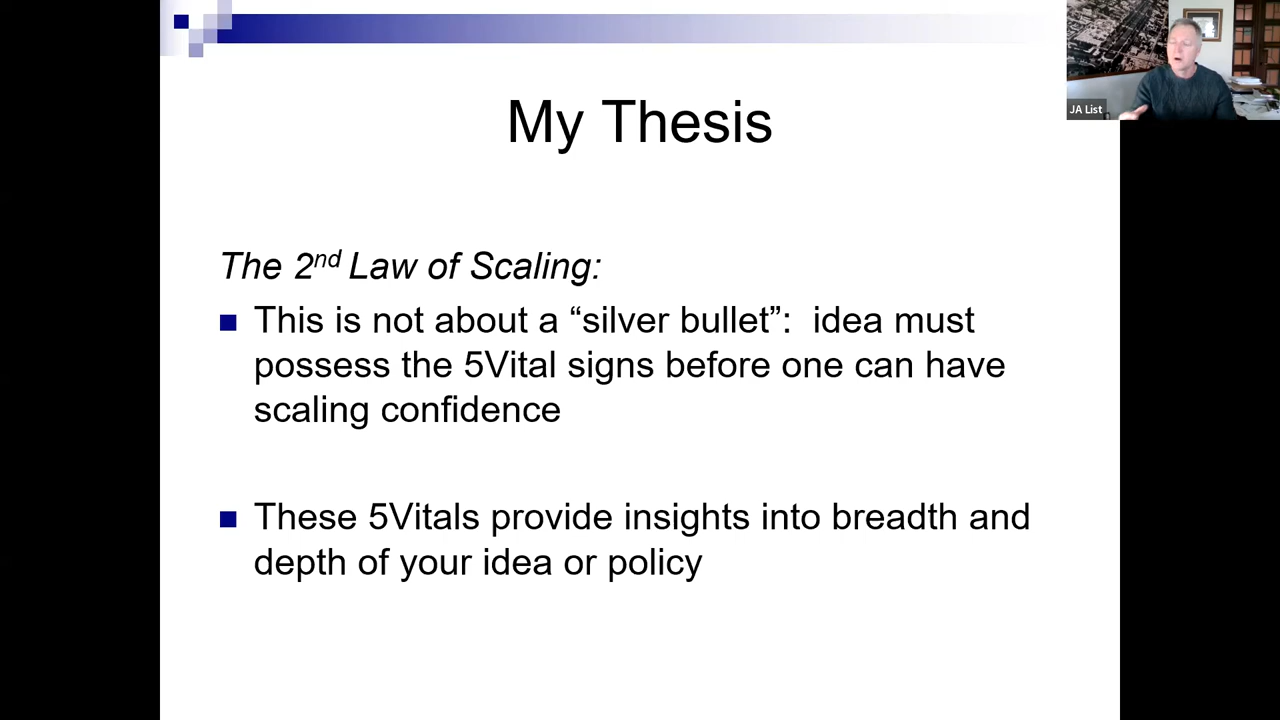 JA List
My Thesis
The 2nd Law of Scaling:
This is not about a “silver bullet”: idea must
possess the 5Vital signs before one can have
scaling confidence
These 5Vitals provide insights into breadth and
depth of your idea or policy